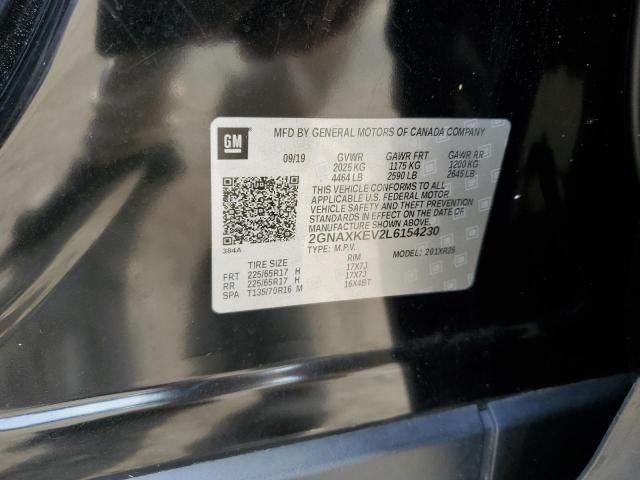 GM
MFD BY GENERAL MOTORS OF CANADA COMPANY
09/19 GVWR GAWR FRT GAWR RR
2025 KG 1175 KG 1200 KG
4464 LB 2590 LB 2645 LB
THIS VEHICLE CONFORMS TO ALL
APPLICABLE U.S. FEDERAL MOTOR
VEHICLE SAFETY AND THEFT PREVENTION
STANDARDS IN EFFECT ON THE DATE OF
MANUFACTURE SHOWN ABOVE.
2GNAXKEV2L6154230
384A
TYPE: M.P.V. MODEL: 201XR26
TIRE SIZE RIM
FRT 225/65R17 H 17X7J
RR 225/65R17 H 17X7J
SPA T135/70R16 M 16X4BT